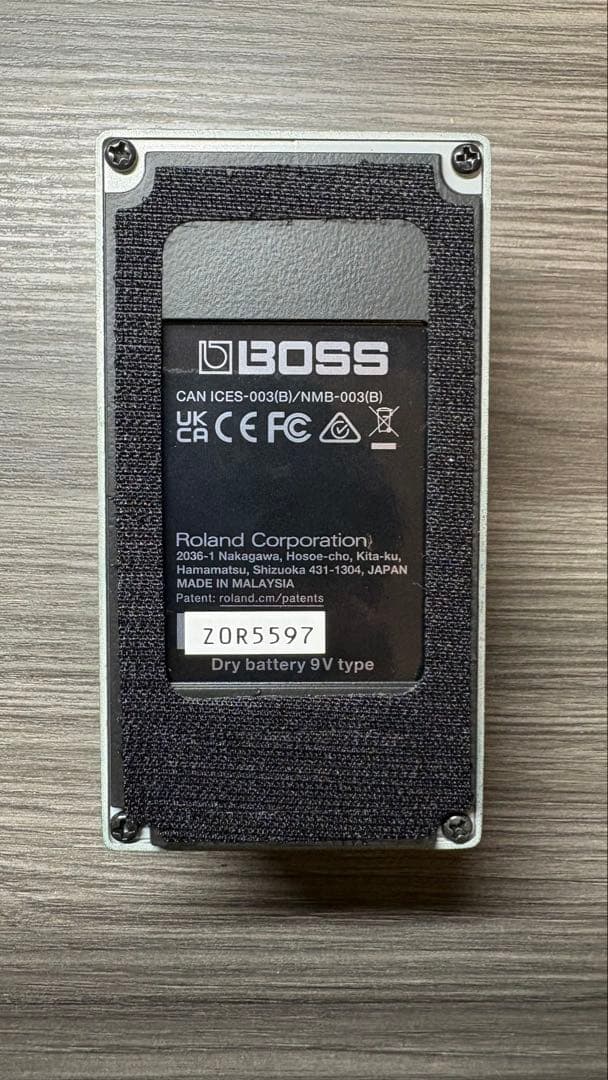 BOSS
CAN ICES-003(B)/NMB-003(B)
UK CA CE FC
Roland Corporation
2036-1 Nakagawa, Hosoe-cho, Kita-ku,
Hamamatsu, Shizuoka 431-1304, JAPAN
MADE IN MALAYSIA
Patent: roland.cm/patents
Z0R5597
Dry battery 9V type